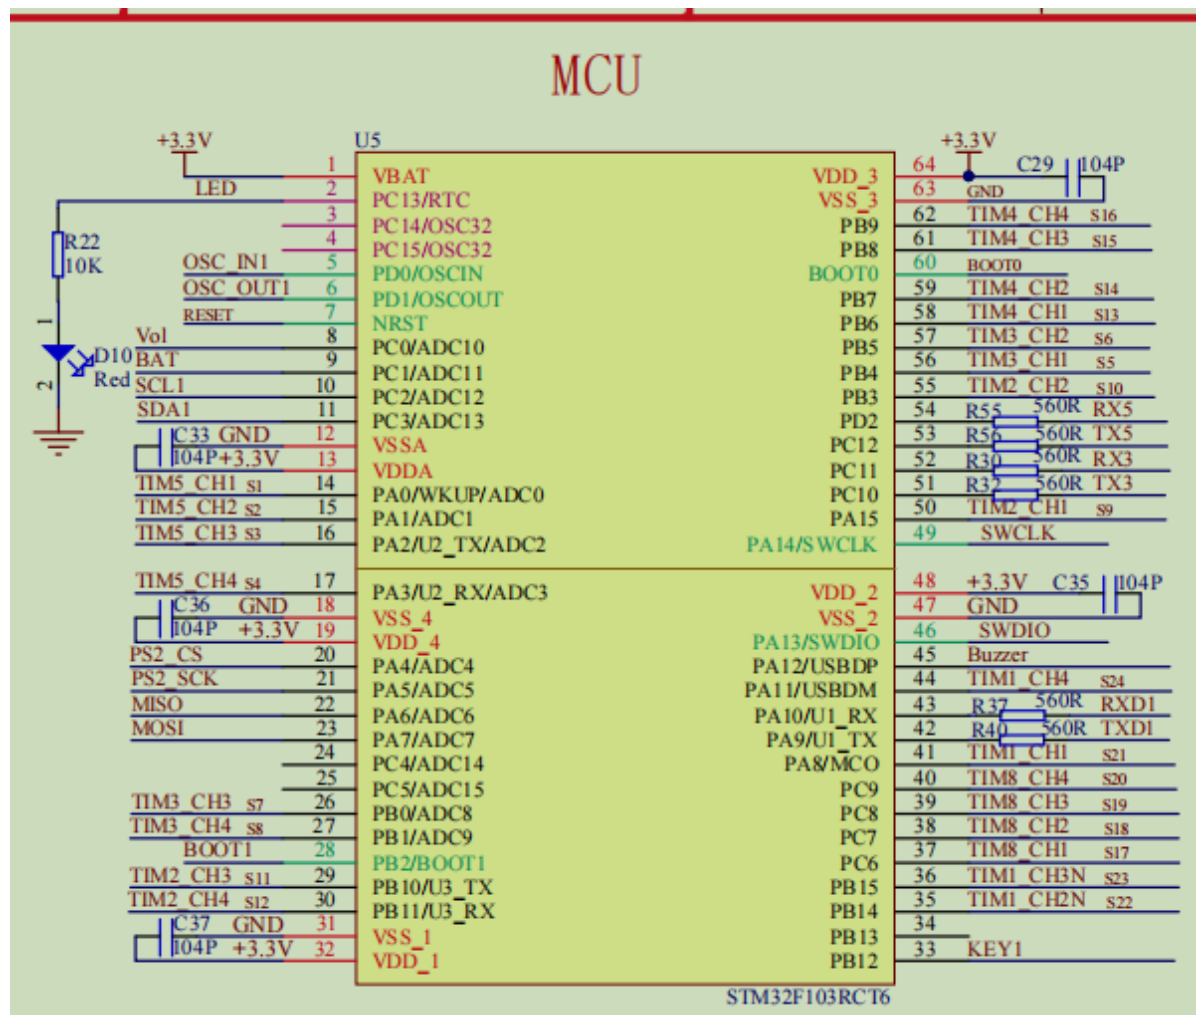 MCU
+3.3V U5 +3.3V
1 VBAT VDD_3 64 C29 104P
LED 2 PC13/RTC VSS_3 63 GND
3 PC14/OSC32 PB9 62 TIM4_CH4 S16
R22 4 PC15/OSC32 PB8 61 TIM4_CH3 S15
10K OSC_IN1 5 PD0/OSCIN BOOT0 60 BOOT0
OSC_OUT1 6 PD1/OSCOUT PB7 59 TIM4_CH2 S14
1 RESET 7 NRST PB6 58 TIM4_CH1 S13
Vol 8 PC0/ADC10 PB5 57 TIM3_CH2 S6
D10 BAT 9 PC1/ADC11 PB4 56 TIM3_CH1 S5
2 Red SCL1 10 PC2/ADC12 PB3 55 TIM2_CH2 S10
SDA1 11 PC3/ADC13 PD2 54 R55 560R RX5
C33 GND 12 VSSA PC12 53 R56 560R TX5
104P +3.3V 13 VDDA PC11 52 R30 560R RX3
TIM5_CH1 S1 14 PA0/WKUP/ADC0 PC10 51 R32 560R TX3
TIM5_CH2 S2 15 PA1/ADC1 PA15 50 TIM2_CH1 S9
TIM5_CH3 S3 16 PA2/U2_TX/ADC2 PA14/SWCLK 49 SWCLK
TIM5_CH4 S4 17 PA3/U2_RX/ADC3 VDD_2 48 +3.3V C35 104P
C36 GND 18 VSS_4 VSS_2 47 GND
104P +3.3V 19 VDD_4 PA13/SWDIO 46 SWDIO
PS2_CS 20 PA4/ADC4 PA12/USBDP 45 Buzzer
PS2_SCK 21 PA5/ADC5 PA11/USBDM 44 TIM1_CH4 S24
MISO 22 PA6/ADC6 PA10/U1_RX 43 R37 560R RXD1
MOSI 23 PA7/ADC7 PA9/U1_TX 42 R40 560R TXD1
24 PC4/ADC14 PA8/MCO 41 TIM1_CH1 S21
25 PC5/ADC15 PC9 40 TIM8_CH4 S20
TIM3_CH3 S7 26 PB0/ADC8 PC8 39 TIM8_CH3 S19
TIM3_CH4 S8 27 PB1/ADC9 PC7 38 TIM8_CH2 S18
BOOT1 28 PB2/BOOT1 PC6 37 TIM8_CH1 S17
TIM2_CH3 S11 29 PB10/U3_TX PB15 36 TIM1_CH3N S23
TIM2_CH4 S12 30 PB11/U3_RX PB14 35 TIM1_CH2N S22
C37 GND 31 VSS_1 PB13 34
104P +3.3V 32 VDD_1 PB12 33 KEY1
STM32F103RCT6